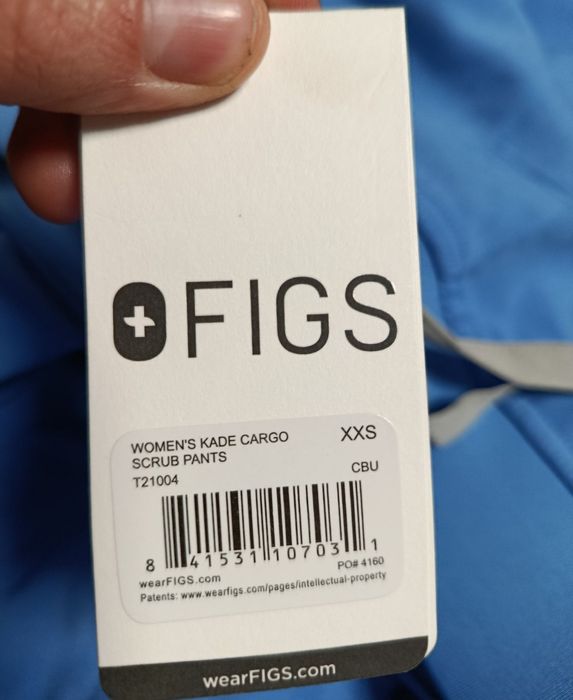 FIGS
WOMEN'S KADE CARGO XXS
SCRUB PANTS
T21004 CBU
8 41531 10703 1
wearFIGS.com PO# 4160
Patents: www.wearfigs.com/pages/intellectual-property
wearFIGS.com